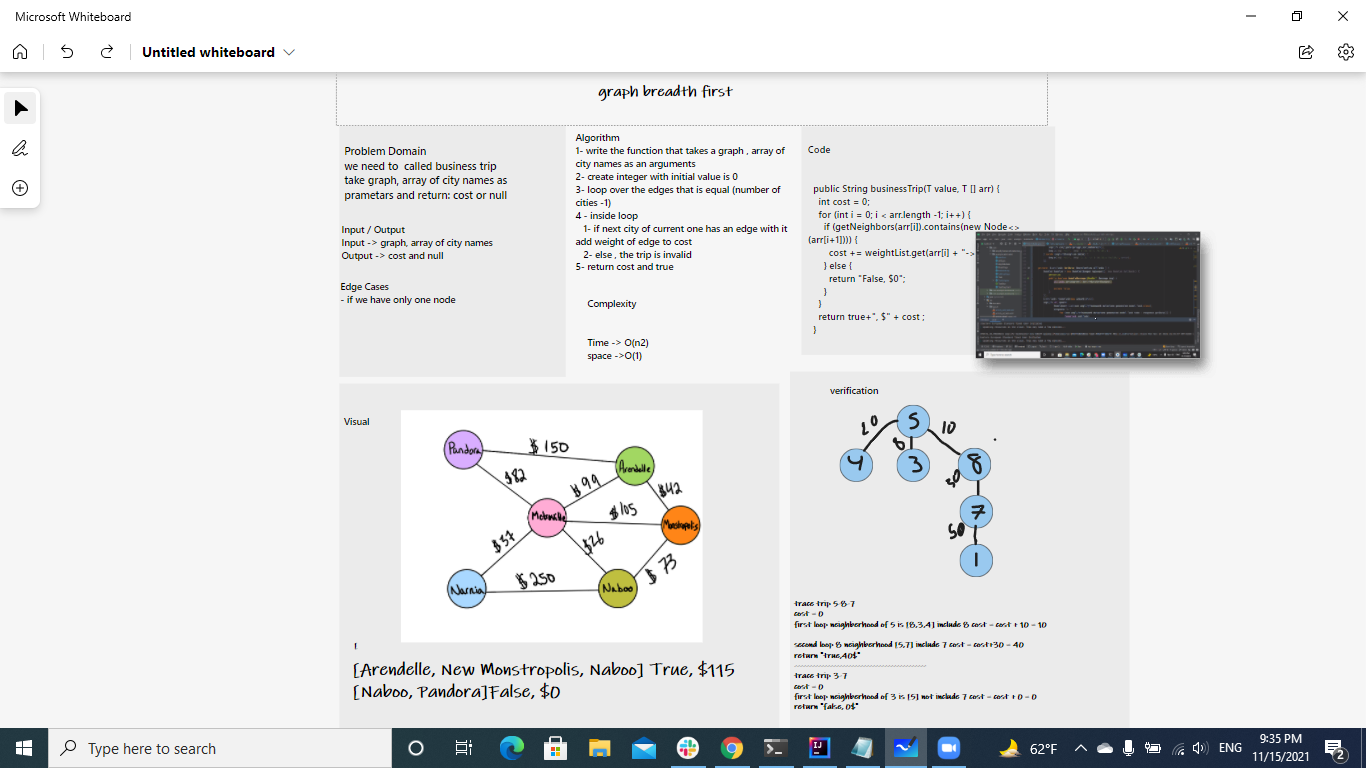 Microsoft Whiteboard
Untitled whiteboard
graph breadth first
Problem Domain
we need to called business trip
take graph, array of city names as
prametars and return: cost or null
Input / Output
Input -> graph, array of city names
Output -> cost and null
Edge Cases
- if we have only one node
Algorithm
1- write the function that takes a graph , array of
city names as an arguments
2- create integer with initial value is 0
3- loop over the edges that is equal (number of
cities -1)
4 - inside loop
1- if next city of current one has an edge with it
add weight of edge to cost
2- else , the trip is invalid
5- return cost and true
Complexity
Time -> O(n2)
space ->O(1)
Code
public String businessTrip(T value, T [] arr) {
int cost = 0;
for (int i = 0; i < arr.length -1; i++) {
if (getNeighbors(arr[i]).contains(new Node<>
(arr[i+1]))) {
cost += weightList.get(arr[i] + "->
} else {
return "False, $0";
}
}
return true+", $" + cost ;
}
Visual
Pandora
$150
Arendelle
$82
$99
$42
Metroville
$105
Monstropolis
$37
$26
$73
Narnia
$250
Naboo
[Arendelle, New Monstropolis, Naboo] True, $115
[Naboo, Pandora]False, $0
verification
5
20
8
10
4
3
8
7
50
1
trace trip 5-8-7
cost = 0
first loop neighberhood of 5 is [8,3,4] include 8 cost = cost + 10 = 10
second loop 8 neighberhood [5,7] include 7 cost = cost+30 = 40
return "true,40$"
trace trip 3-7
cost = 0
first loop neighberhood of 3 is [5] not include 7 cost = cost + 0 = 0
return "false, 0$"
Type here to search
62°F
ENG
9:35 PM
11/15/2021
2